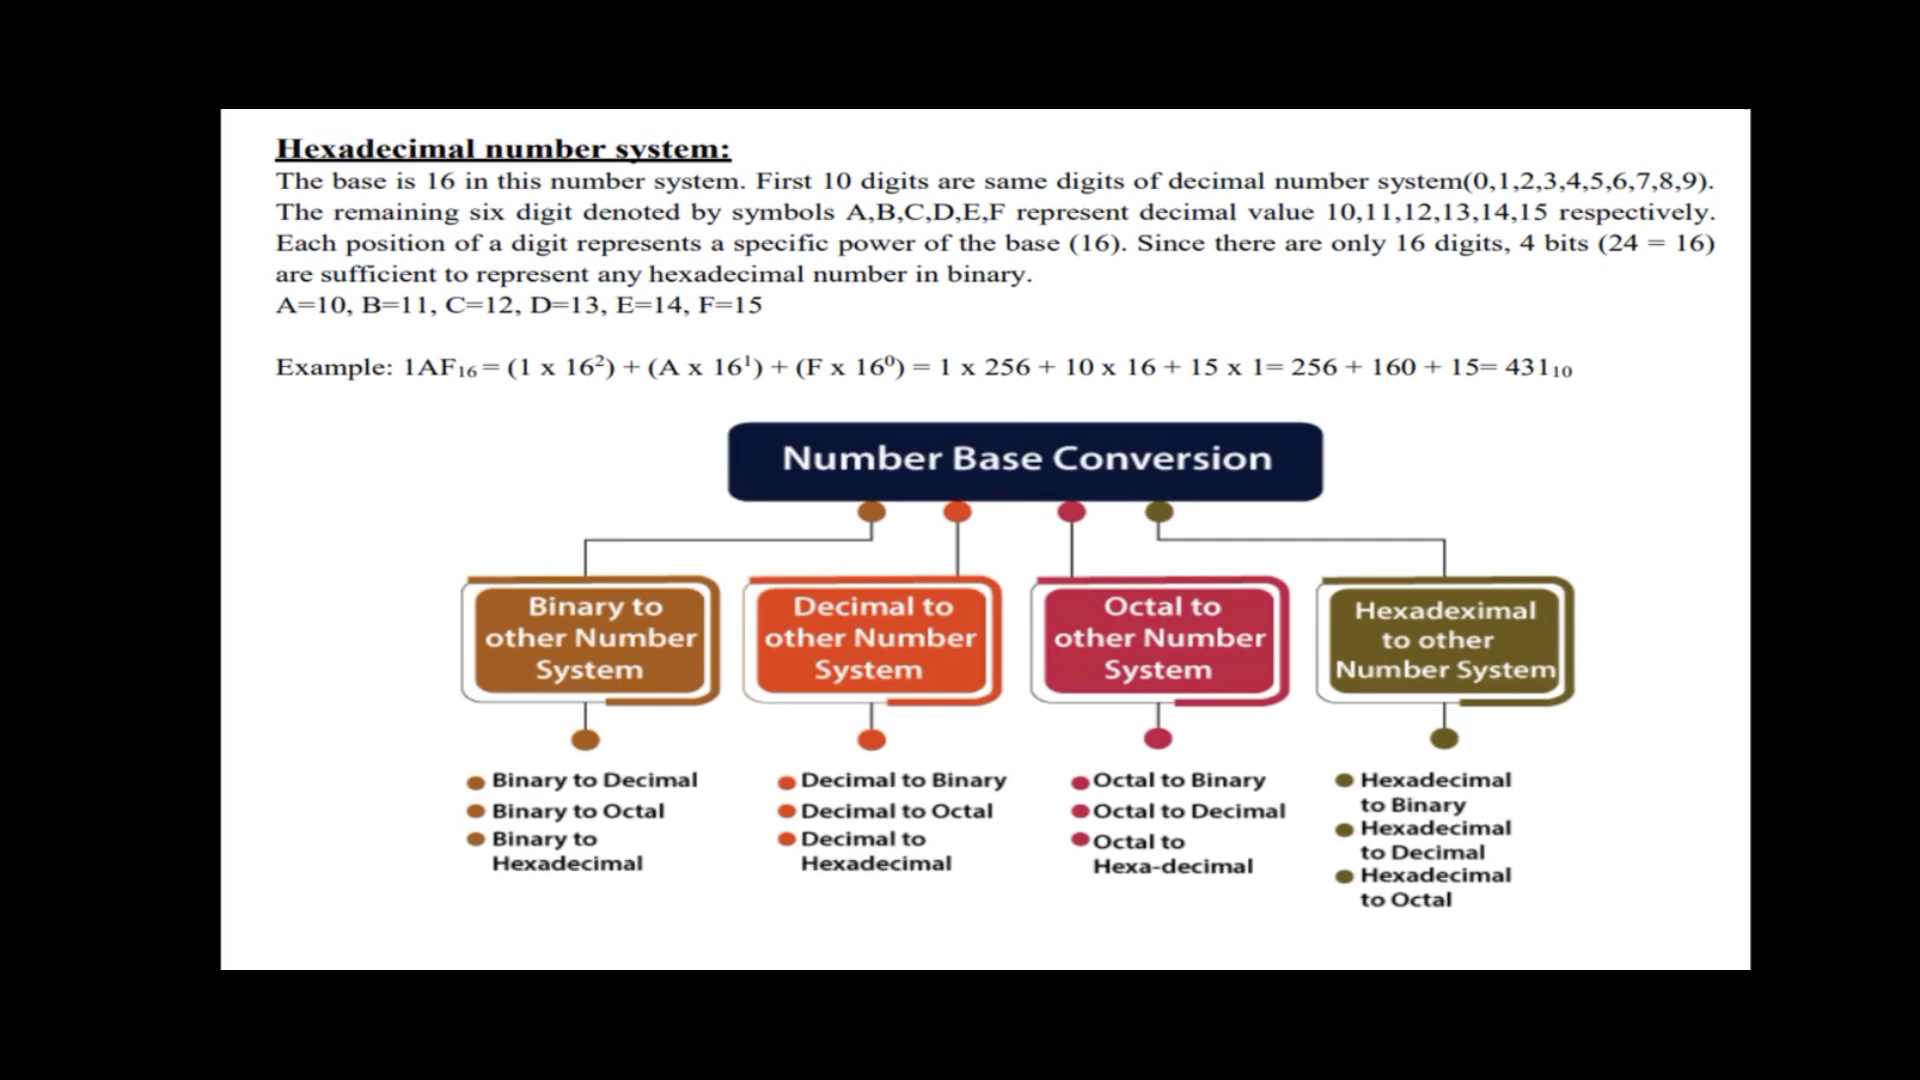 Hexadecimal number system:
The base is 16 in this number system. First 10 digits are same digits of decimal number system(0,1,2,3,4,5,6,7,8,9).
The remaining six digit denoted by symbols A,B,C,D,E,F represent decimal value 10,11,12,13,14,15 respectively.
Each position of a digit represents a specific power of the base (16). Since there are only 16 digits, 4 bits (24 = 16)
are sufficient to represent any hexadecimal number in binary.
A=10, B=11, C=12, D=13, E=14, F=15
Example: 1AF₁₆ = (1 x 16²) + (A x 16¹) + (F x 16⁰) = 1 x 256 + 10 x 16 + 15 x 1= 256 + 160 + 15= 431₁₀
Number Base Conversion
Binary to
other Number
System
Decimal to
other Number
System
Octal to
other Number
System
Hexadeximal
to other
Number System
Binary to Decimal
Binary to Octal
Binary to
Hexadecimal
Decimal to Binary
Decimal to Octal
Decimal to
Hexadecimal
Octal to Binary
Octal to Decimal
Octal to
Hexa-decimal
Hexadecimal
to Binary
Hexadecimal
to Decimal
Hexadecimal
to Octal